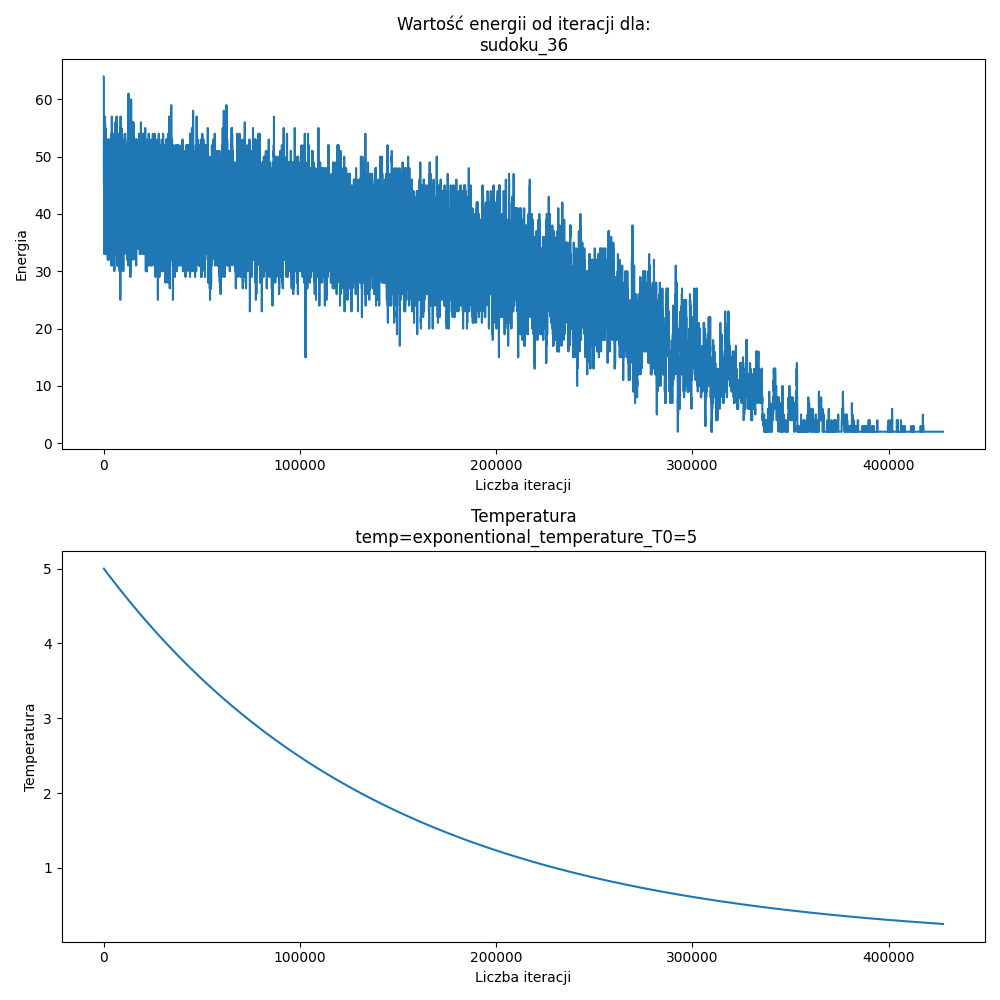 Wartość energii od iteracji dla:
sudoku_36
Energia
60
50
40
30
20
10
0
0 100000 200000 300000 400000
Liczba iteracji
Temperatura
temp=exponentional_temperature_T0=5
Temperatura
5
4
3
2
1
0 100000 200000 300000 400000
Liczba iteracji